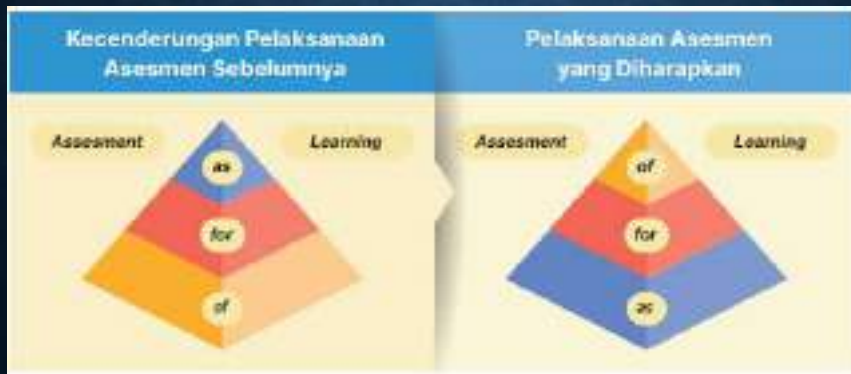 Kecenderungan Pelaksanaan
Asesmen Sebelumnya
Assesment
Learning
as
for
of
Pelaksanaan Asesmen
yang Diharapkan
Assesment
Learning
of
for
as